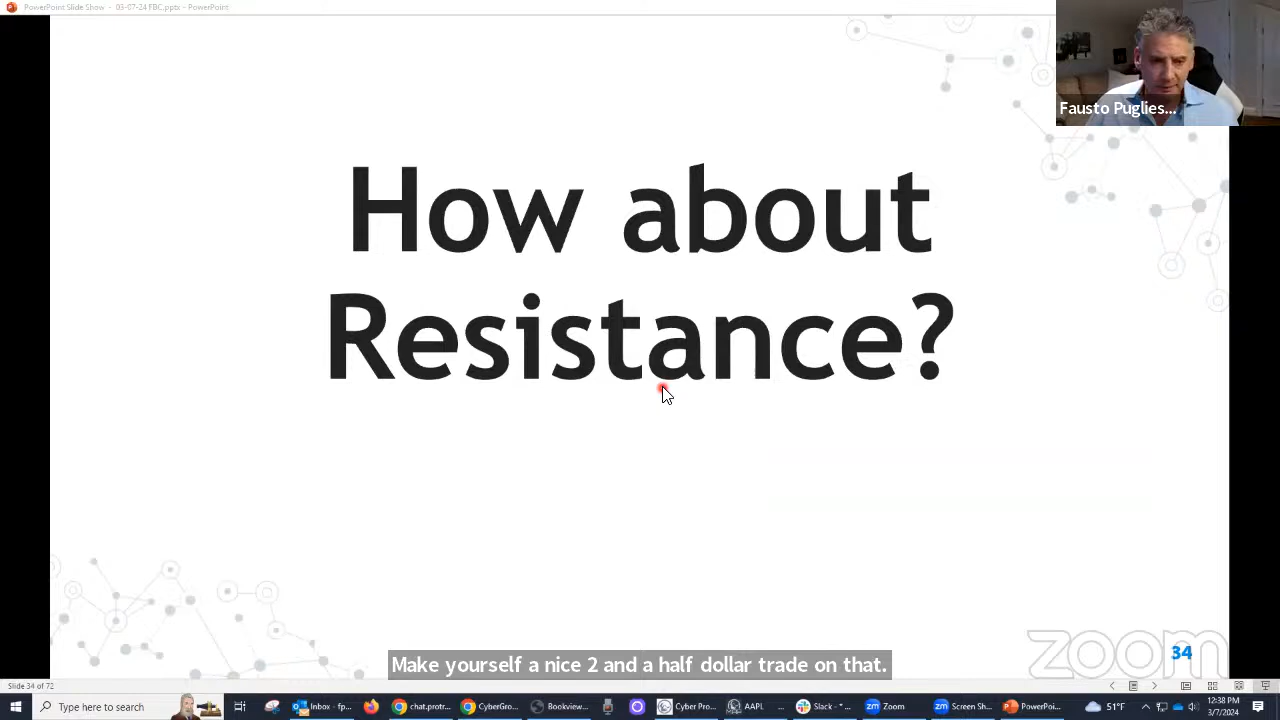 PowerPoint Slide Show - 03-07-24 FBC.pptx - PowerPoint
Fausto Puglies...
How about
Resistance?
Make yourself a nice 2 and a half dollar trade on that.
zoom
34
Slide 34 of 72
Type here to search
Inbox - fp...
chat.protr...
CyberGro...
Bookview...
Cyber Pro...
AAPL ...
Slack - * ...
Zoom
Screen Sh...
PowerPoi...
51°F
12:38 PM
3/7/2024